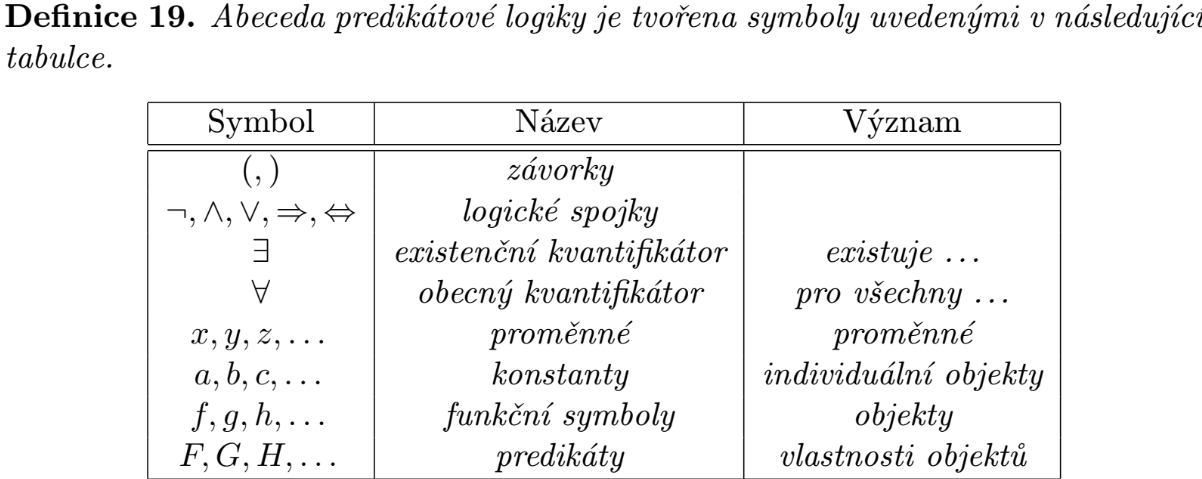 Definice 19. Abeceda predikátové logiky je tvořena symboly uvedenými v následující
tabulce.
Symbol Název Význam
(, ) závorky
¬, ∧, ∨, ⇒, ⇔ logické spojky
∃ existenční kvantifikátor existuje …
∀ obecný kvantifikátor pro všechny …
x, y, z, … proměnné proměnné
a, b, c, … konstanty individuální objekty
f, g, h, … funkční symboly objekty
F, G, H, … predikáty vlastnosti objektů